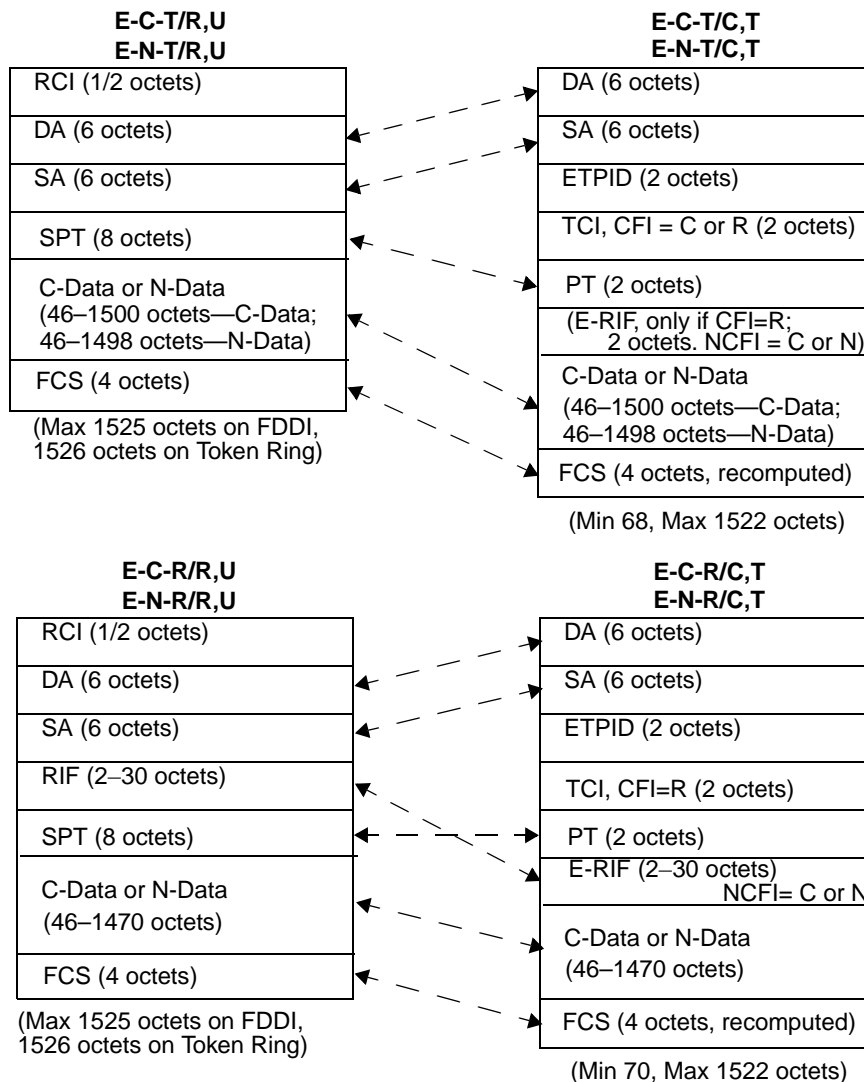 E-C-T/R,U
E-N-T/R,U
RCI (1/2 octets)
DA (6 octets)
SA (6 octets)
SPT (8 octets)
C-Data or N-Data
(46–1500 octets—C-Data;
46–1498 octets—N-Data)
FCS (4 octets)
(Max 1525 octets on FDDI,
1526 octets on Token Ring)
E-C-T/C,T
E-N-T/C,T
DA (6 octets)
SA (6 octets)
ETPID (2 octets)
TCI, CFI = C or R (2 octets)
PT (2 octets)
(E-RIF, only if CFI=R;
2 octets. NCFI = C or N)
C-Data or N-Data
(46–1500 octets—C-Data;
46–1498 octets—N-Data)
FCS (4 octets, recomputed)
(Min 68, Max 1522 octets)
E-C-R/R,U
E-N-R/R,U
RCI (1/2 octets)
DA (6 octets)
SA (6 octets)
RIF (2–30 octets)
SPT (8 octets)
C-Data or N-Data
(46–1470 octets)
FCS (4 octets)
(Max 1525 octets on FDDI,
1526 octets on Token Ring)
E-C-R/C,T
E-N-R/C,T
DA (6 octets)
SA (6 octets)
ETPID (2 octets)
TCI, CFI=R (2 octets)
PT (2 octets)
E-RIF (2–30 octets)
NCFI= C or N
C-Data or N-Data
(46–1470 octets)
FCS (4 octets, recomputed)
(Min 70, Max 1522 octets)